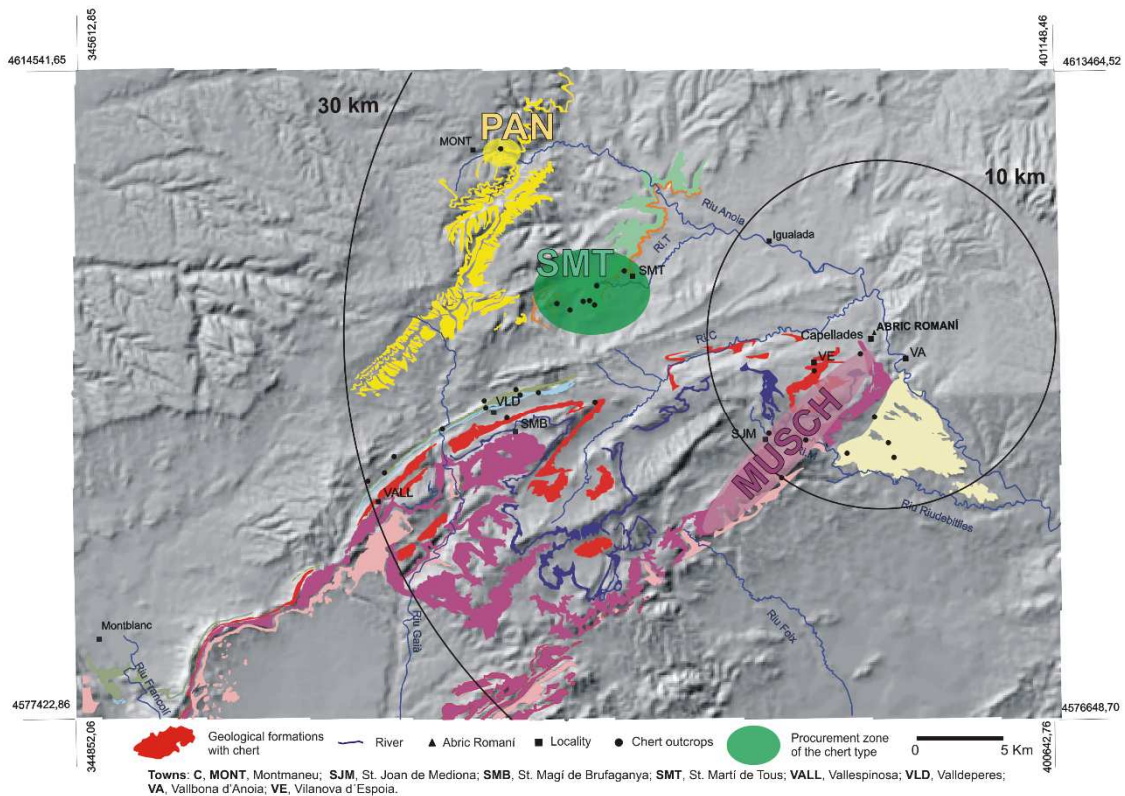 345612,85
401148,46
4614541,65
4613464,52
30 km
PAN
MONT
10 km
Riu Anoia
Igualada
Ri.T
SMT
SMT
ABRIC ROMANÍ
Capellades
Ri.C
VA
VE
VLD
SMB
SJM
MUSCH
Ri.M
VALL
Riu Riudebitlles
Montblanc
Riu Gaià
Riu Foix
Riu Francolí
4577422,86
4576648,70
344852,06
400642,76
Geological formations
with chert
River
Abric Romaní
Locality
Chert outcrops
Procurement zone
of the chert type
0
5 Km
Towns: C, MONT, Montmaneu; SJM, St. Joan de Mediona; SMB, St. Magí de Brufaganya; SMT, St. Martí de Tous; VALL, Vallespinosa; VLD, Valldeperes;
VA, Vallbona d'Anoia; VE, Vilanova d´Espoia.